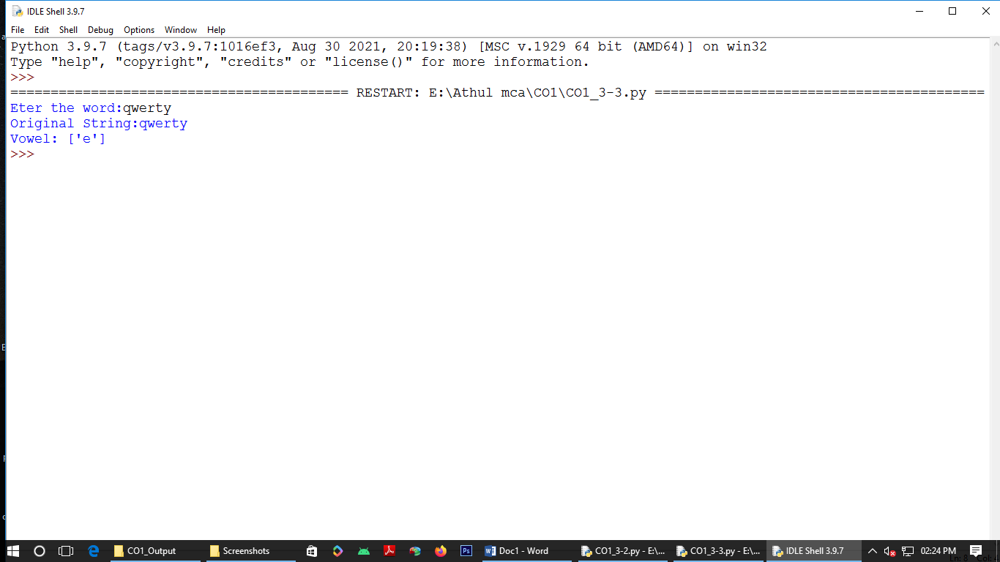 IDLE Shell 3.9.7
File Edit Shell Debug Options Window Help
Python 3.9.7 (tags/v3.9.7:1016ef3, Aug 30 2021, 20:19:38) [MSC v.1929 64 bit (AMD64)] on win32
Type "help", "copyright", "credits" or "license()" for more information.
>>>
========================================== RESTART: E:\Athul mca\CO1\CO1_3-3.py =========================================
Eter the word:qwerty
Original String:qwerty
Vowel: ['e']
>>>
CO1_Output Screenshots Ps Doc1 - Word CO1_3-2.py - E:\... CO1_3-3.py - E:\... IDLE Shell 3.9.7 02:24 PM